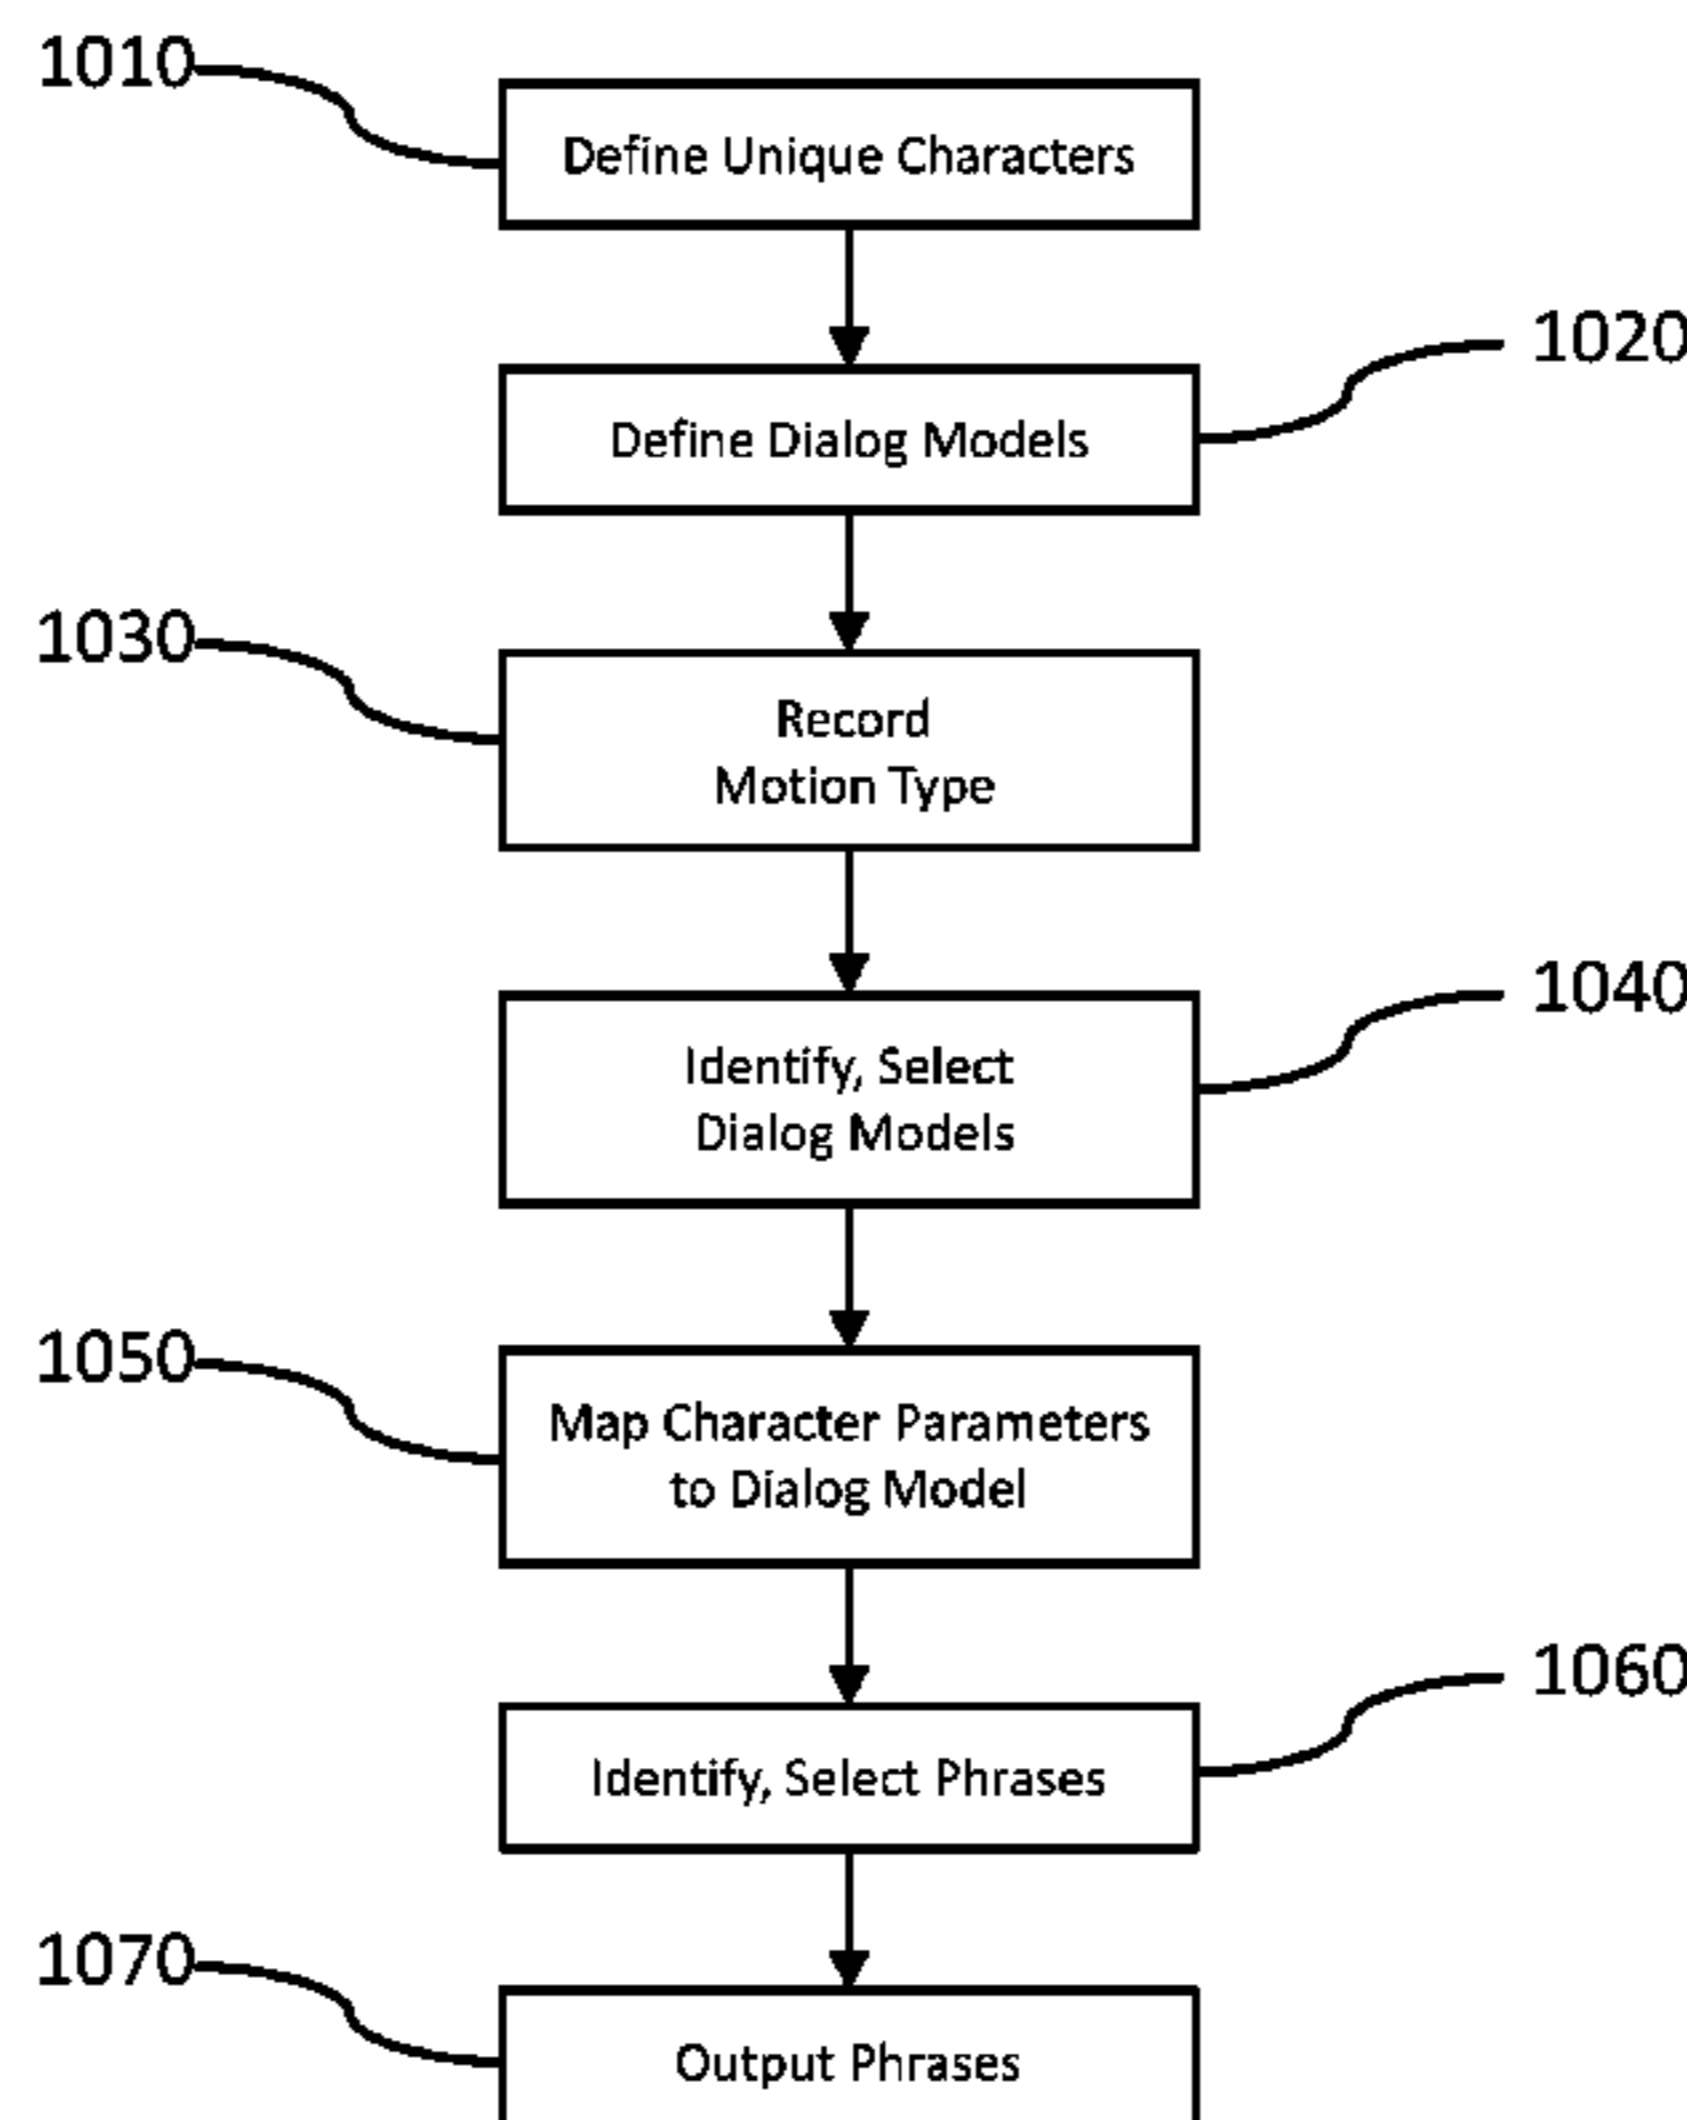 1010
Define Unique Characters
1020
Define Dialog Models
1030
Record
Motion Type
1040
Identify, Select
Dialog Models
1050
Map Character Parameters
to Dialog Model
1060
Identify, Select Phrases
1070
Output Phrases